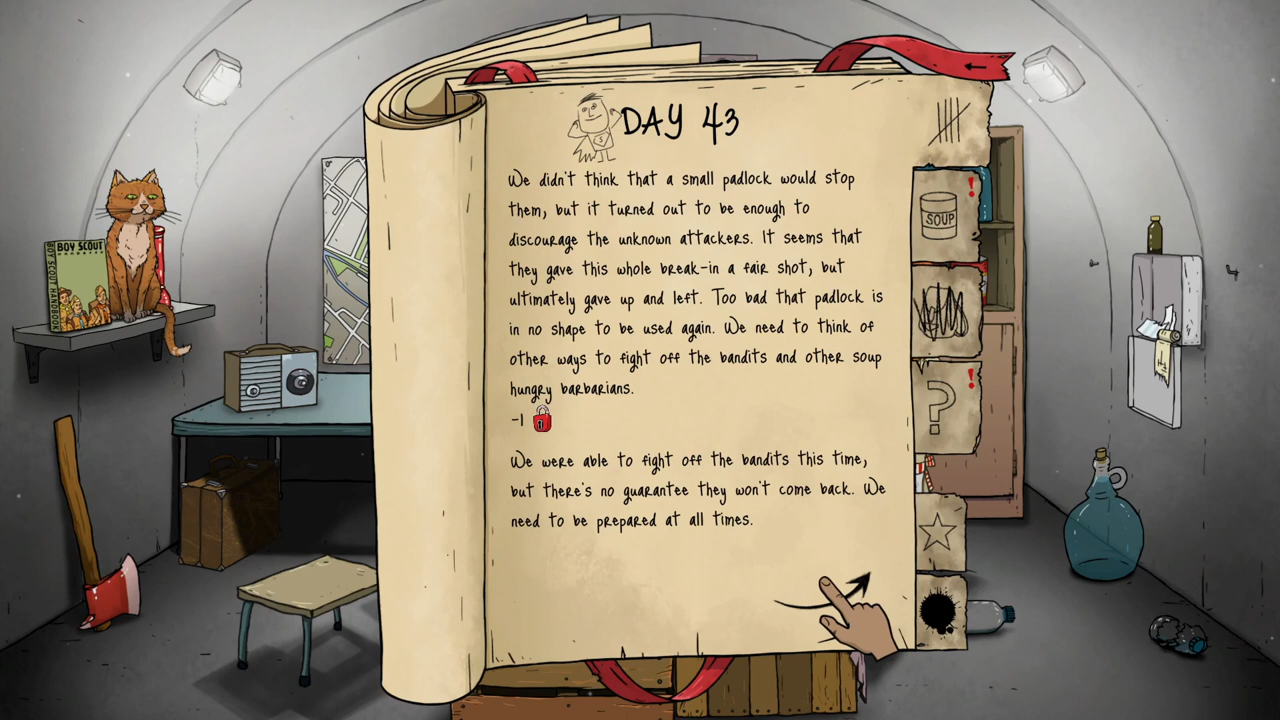 DAY 43
We didn't think that a small padlock would stop
them, but it turned out to be enough to
discourage the unknown attackers. It seems that
they gave this whole break-in a fair shot, but
ultimately gave up and left. Too bad that padlock is
in no shape to be used again. We need to think of
other ways to fight off the bandits and other soup
hungry barbarians.
-1
We were able to fight off the bandits this time,
but there's no guarantee they won't come back. We
need to be prepared at all times.
!
SOUP
!
?
BOY SCOUT
BOY SCOUT HANDBOOK